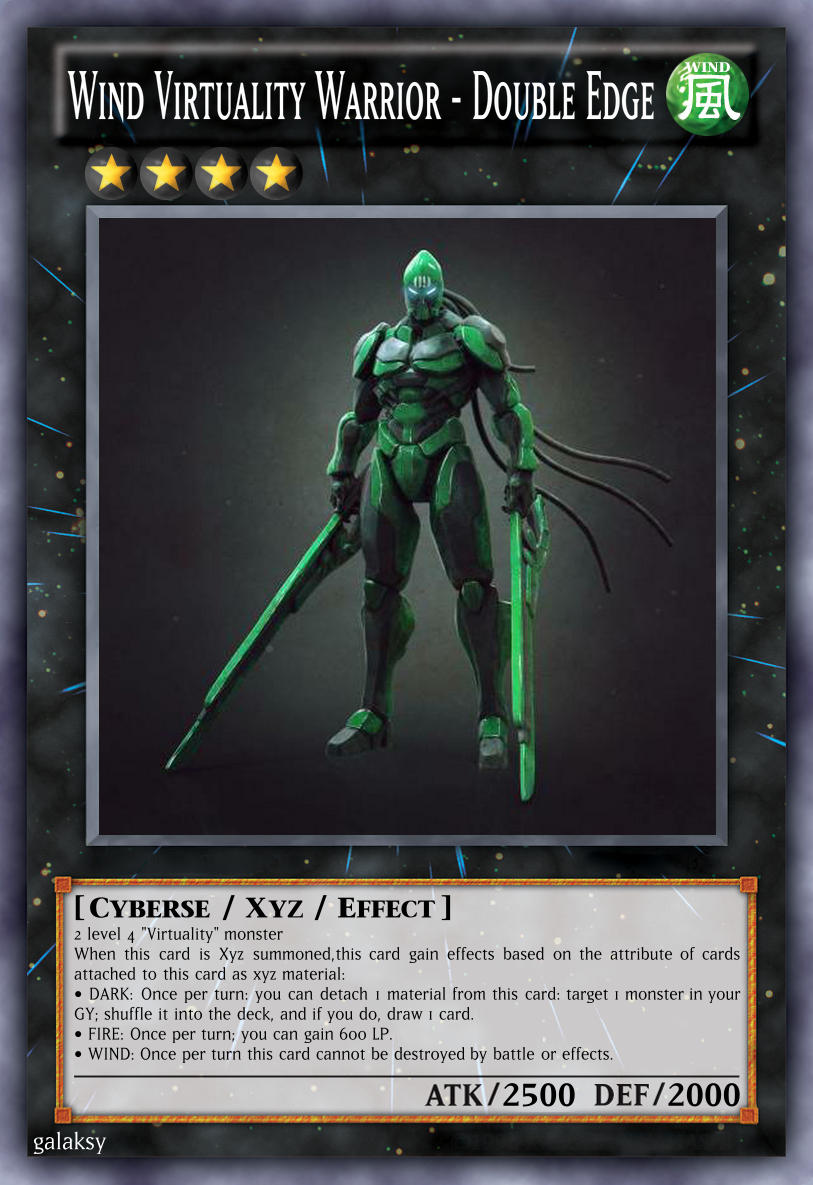 Wind Virtuality Warrior - Double Edge
WIND
風
[ Cyberse / Xyz / Effect ]
2 level 4 "Virtuality" monster
When this card is Xyz summoned,this card gain effects based on the attribute of cards
attached to this card as xyz material:
• DARK: Once per turn: you can detach 1 material from this card: target 1 monster in your
GY; shuffle it into the deck, and if you do, draw 1 card.
• FIRE: Once per turn; you can gain 600 LP.
• WIND: Once per turn this card cannot be destroyed by battle or effects.
ATK/2500 DEF/2000
galaksy